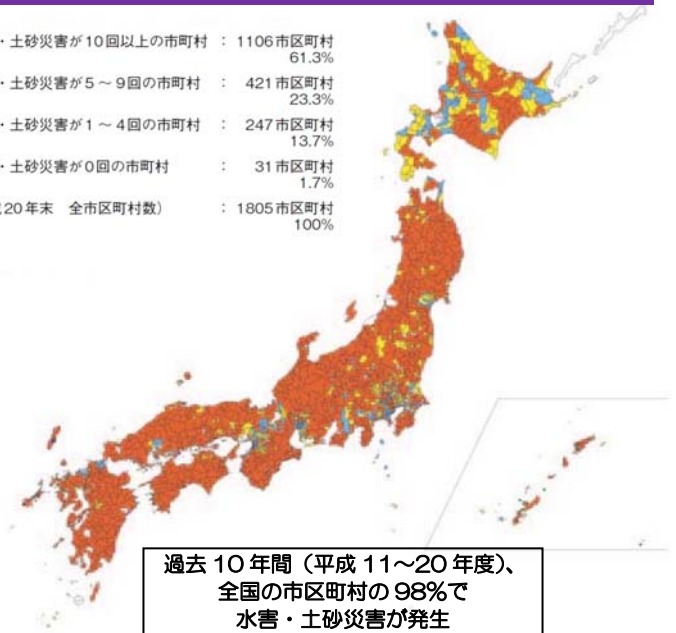 ・土砂災害が10回以上の市町村 : 1106市区町村
61.3%
・土砂災害が5~9回の市町村 : 421市区町村
23.3%
・土砂災害が1~4回の市町村 : 247市区町村
13.7%
・土砂災害が0回の市町村 : 31市区町村
1.7%
20年末 全市区町村数) : 1805市区町村
100%
過去10年間(平成11~20年度)、
全国の市区町村の98%で
水害・土砂災害が発生